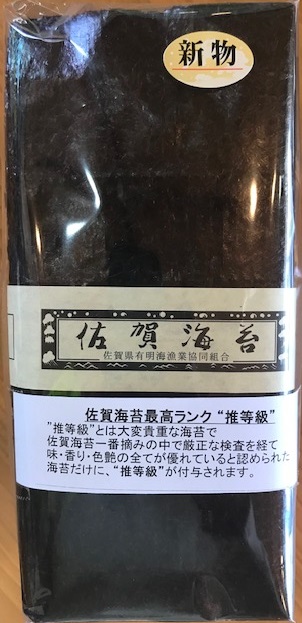 新物
佐賀海苔
佐賀県有明海漁業協同組合
佐賀海苔最高ランク “推等級”
”推等級”とは大変貴重な海苔で
佐賀海苔一番摘みの中で厳正な検査を経て
味・香り・色艶の全てが優れていると認められた
海苔だけに、“推等級”が付与されます。